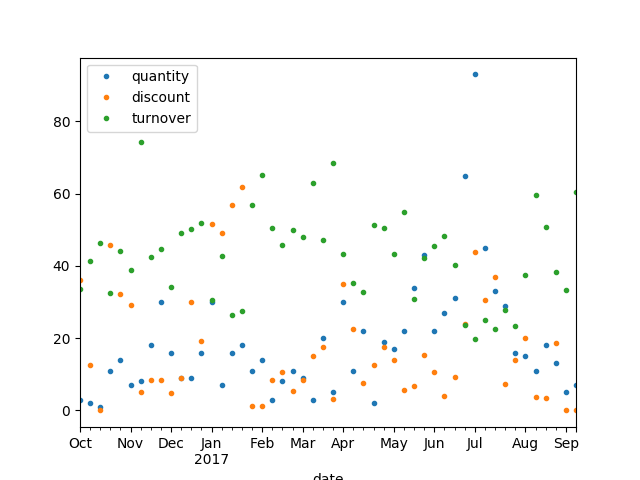 quantity
discount
turnover
80
60
40
20
0
Oct Nov Dec Jan Feb Mar Apr May Jun Jul Aug Sep
2017
date